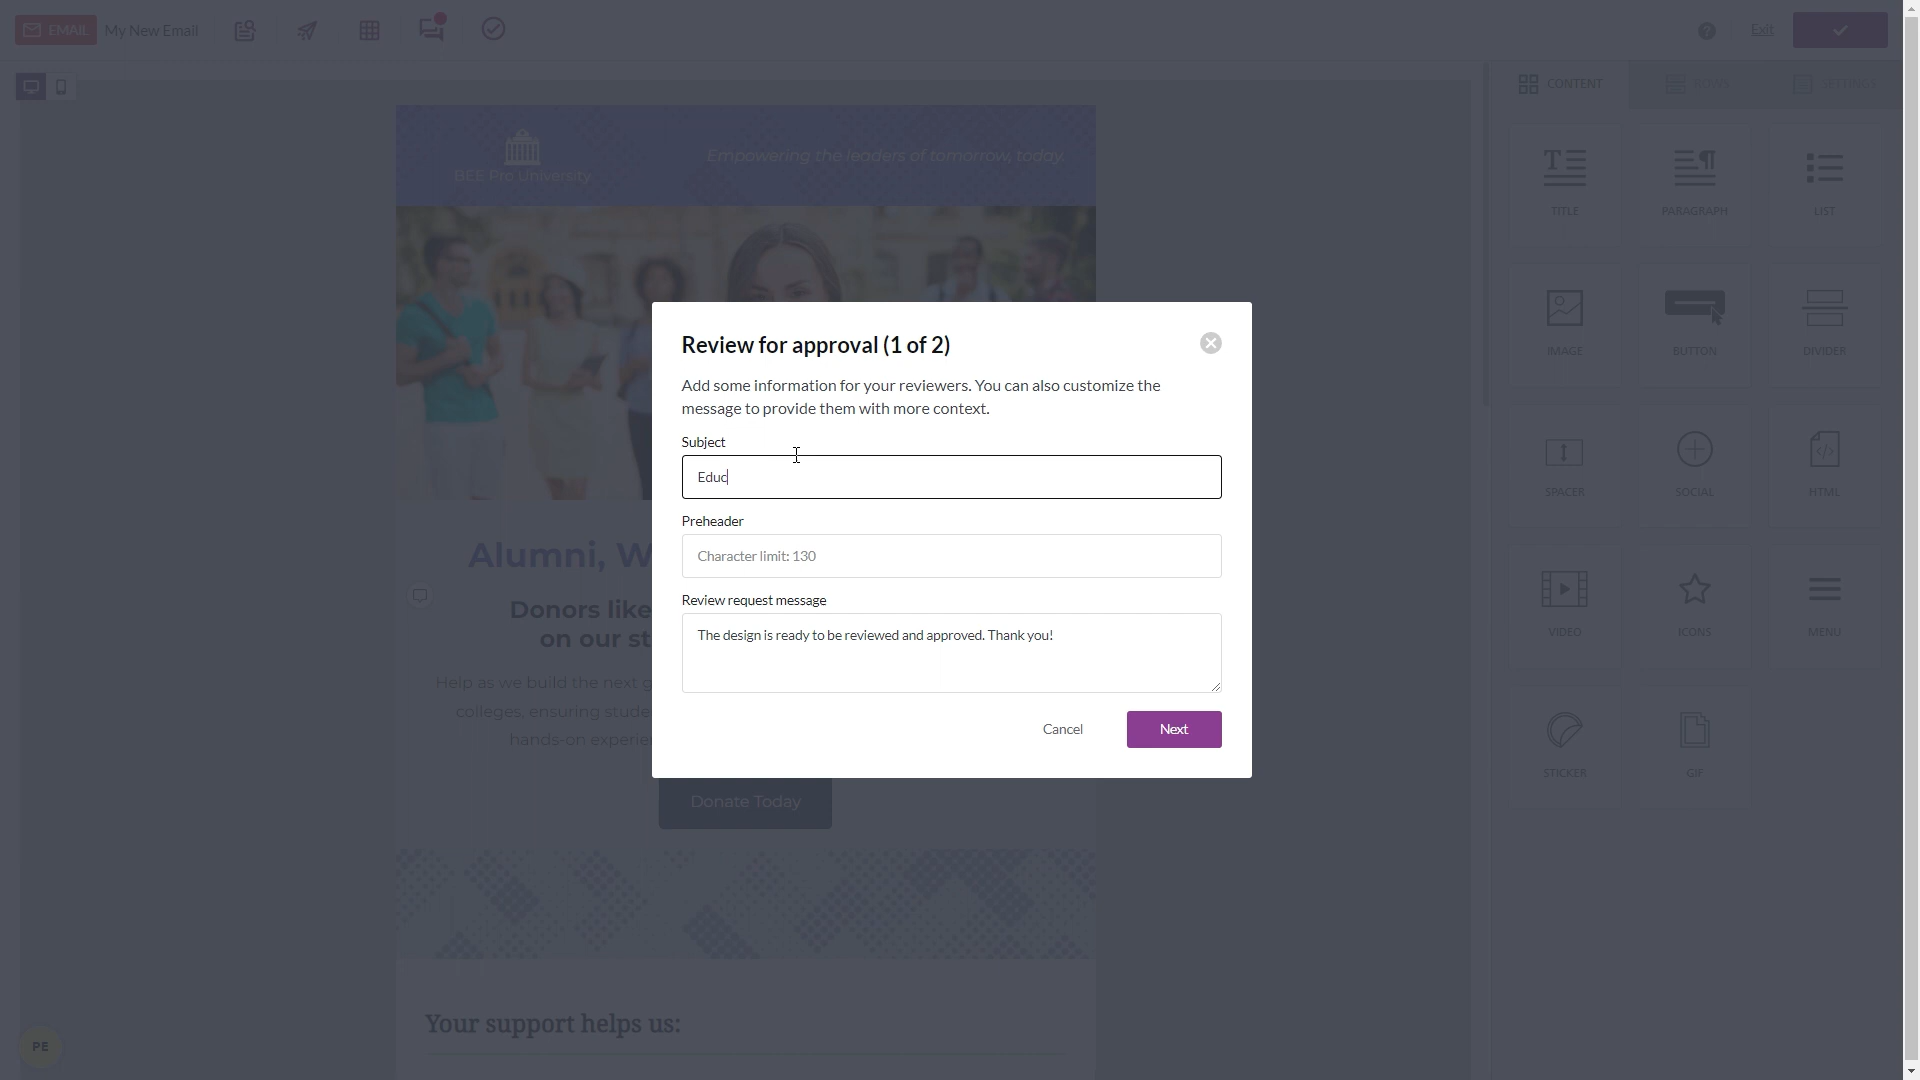 EMAIL
My New Email
Exit
CONTENT
ROWS
SETTINGS
BEE Pro University
Empowering the leaders of tomorrow, today.
TITLE
PARAGRAPH
LIST
IMAGE
BUTTON
DIVIDER
SPACER
SOCIAL
HTML
VIDEO
ICONS
MENU
STICKER
GIF
Review for approval (1 of 2)
Add some information for your reviewers. You can also customize the
message to provide them with more context.
Subject
Educ
Preheader
Character limit: 130
Review request message
The design is ready to be reviewed and approved. Thank you!
Cancel
Next
Alumni, W
Donors like
on our st
Help as we build the next g
colleges, ensuring stude
hands-on experie
Donate Today
Your support helps us:
PE